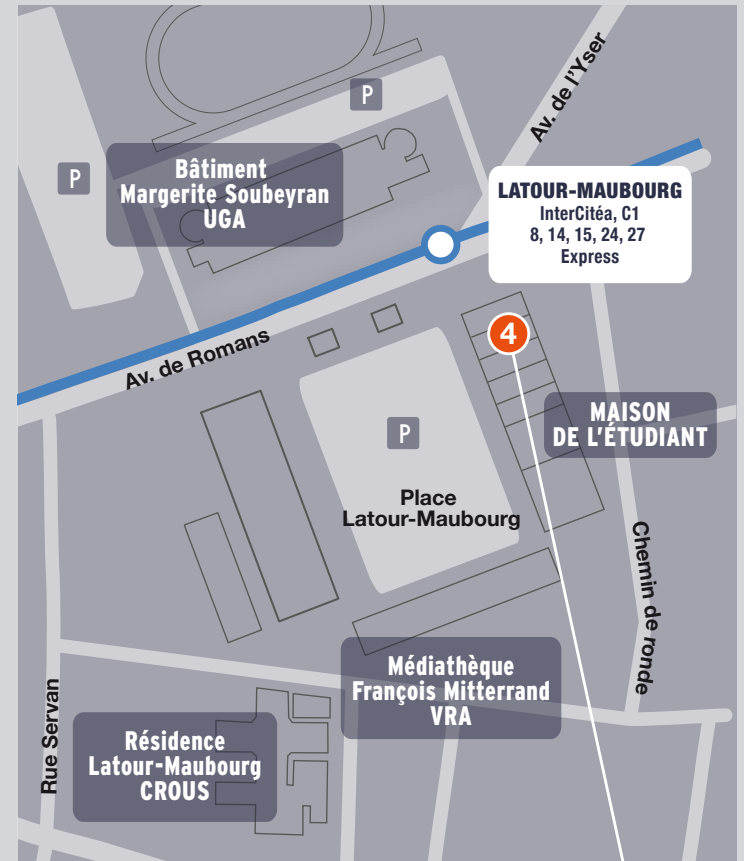 P
Av. de l'Yser
P
Bâtiment
Margerite Soubeyran
UGA
LATOUR-MAUBOURG
InterCitéa, C1
8, 14, 15, 24, 27
Express
4
Av. de Romans
MAISON
DE L'ÉTUDIANT
P
Place
Latour-Maubourg
Chemin de ronde
Médiathèque
François Mitterrand
VRA
Rue Servan
Résidence
Latour-Maubourg
CROUS